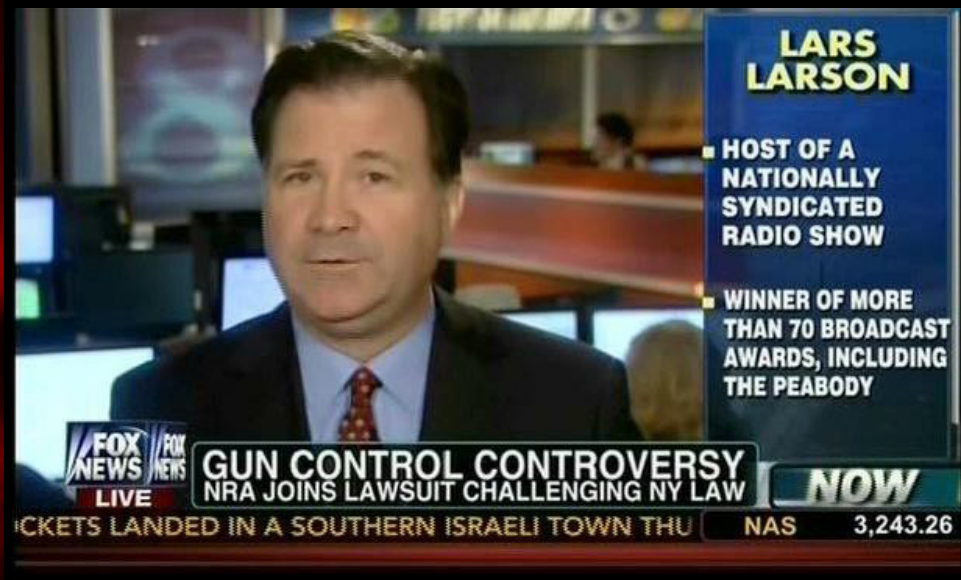 LARS
LARSON
HOST OF A
NATIONALLY
SYNDICATED
RADIO SHOW
WINNER OF MORE
THAN 70 BROADCAST
AWARDS, INCLUDING
THE PEABODY
FOX NEWS
FOX NEWS
LIVE
GUN CONTROL CONTROVERSY
NRA JOINS LAWSUIT CHALLENGING NY LAW
NOW
CKETS LANDED IN A SOUTHERN ISRAELI TOWN THU
NAS 3,243.26